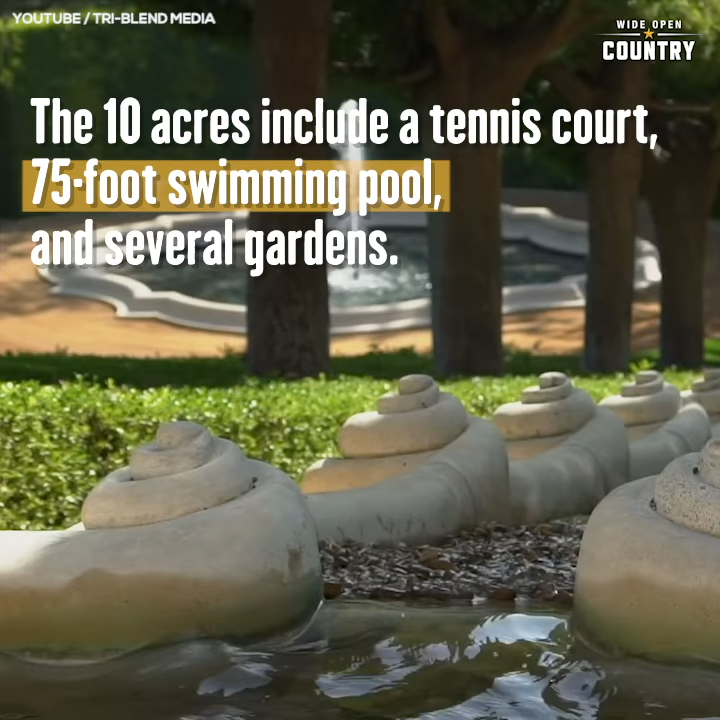 YOUTUBE / TRI-BLEND MEDIA
WIDE OPEN
COUNTRY
The 10 acres include a tennis court,
75-foot swimming pool,
and several gardens.